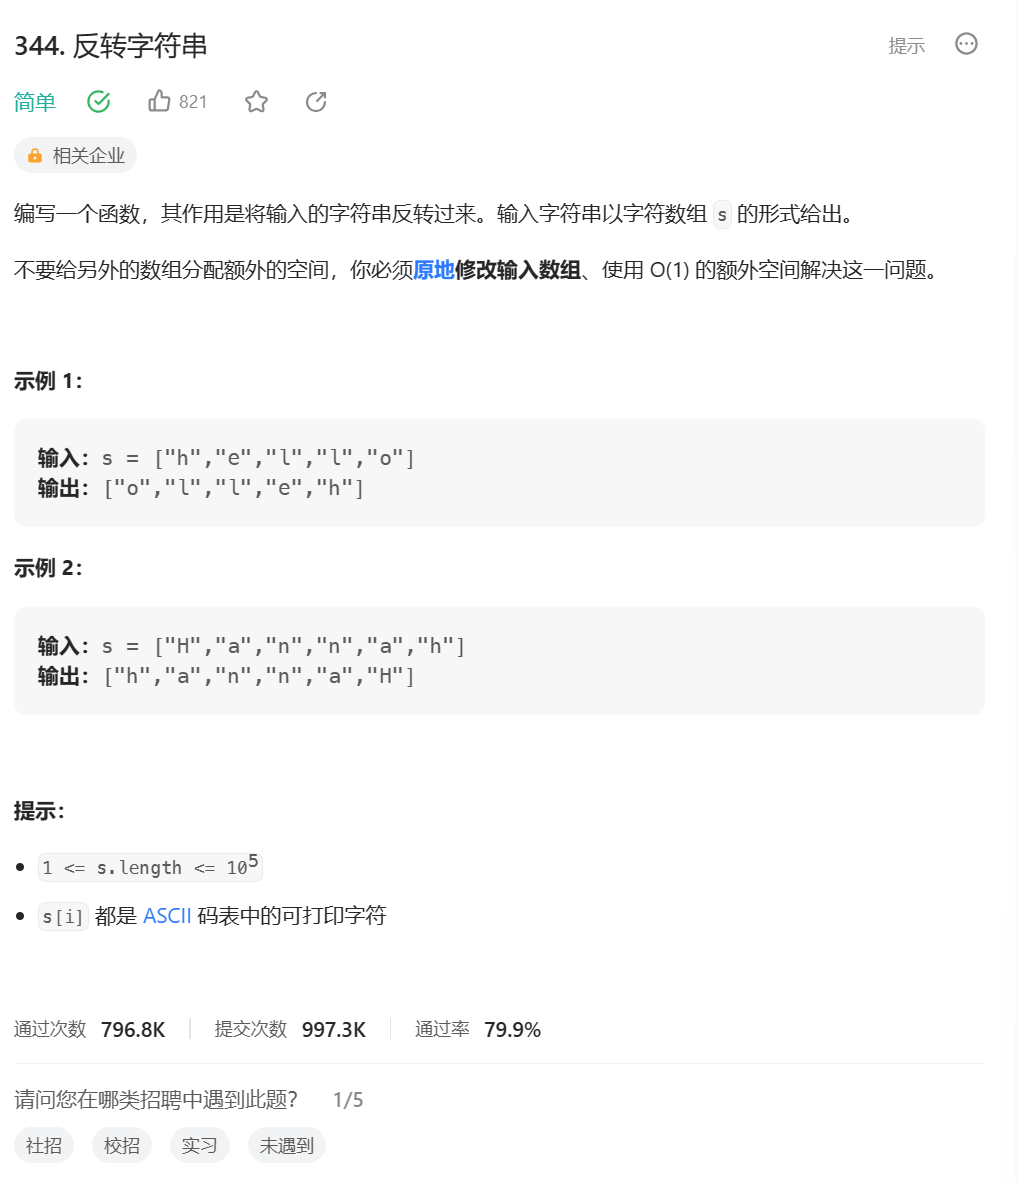 344. 反转字符串
提示
简单 821
相关企业
编写一个函数，其作用是将输入的字符串反转过来。输入字符串以字符数组 s 的形式给出。
不要给另外的数组分配额外的空间，你必须原地修改输入数组、使用 O(1) 的额外空间解决这一问题。
示例 1：
输入：s = ["h","e","l","l","o"]
输出：["o","l","l","e","h"]
示例 2：
输入：s = ["H","a","n","n","a","h"]
输出：["h","a","n","n","a","H"]
提示：
1 <= s.length <= 10⁵
s[i] 都是 ASCII 码表中的可打印字符
通过次数 796.8K 提交次数 997.3K 通过率 79.9%
请问您在哪类招聘中遇到此题？ 1/5
社招 校招 实习 未遇到